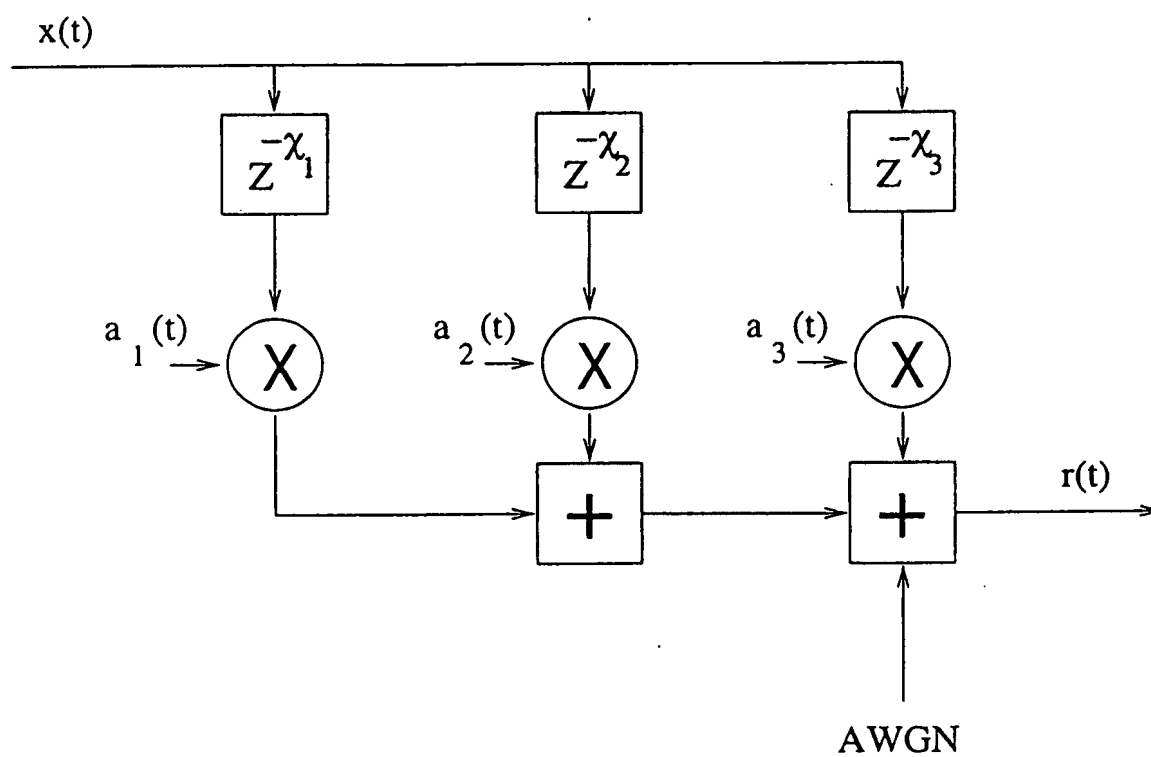 x(t)
Z^{-χ_1} Z^{-χ_2} Z^{-χ_3}
a_1(t) X a_2(t) X a_3(t) X
+ + r(t)
AWGN